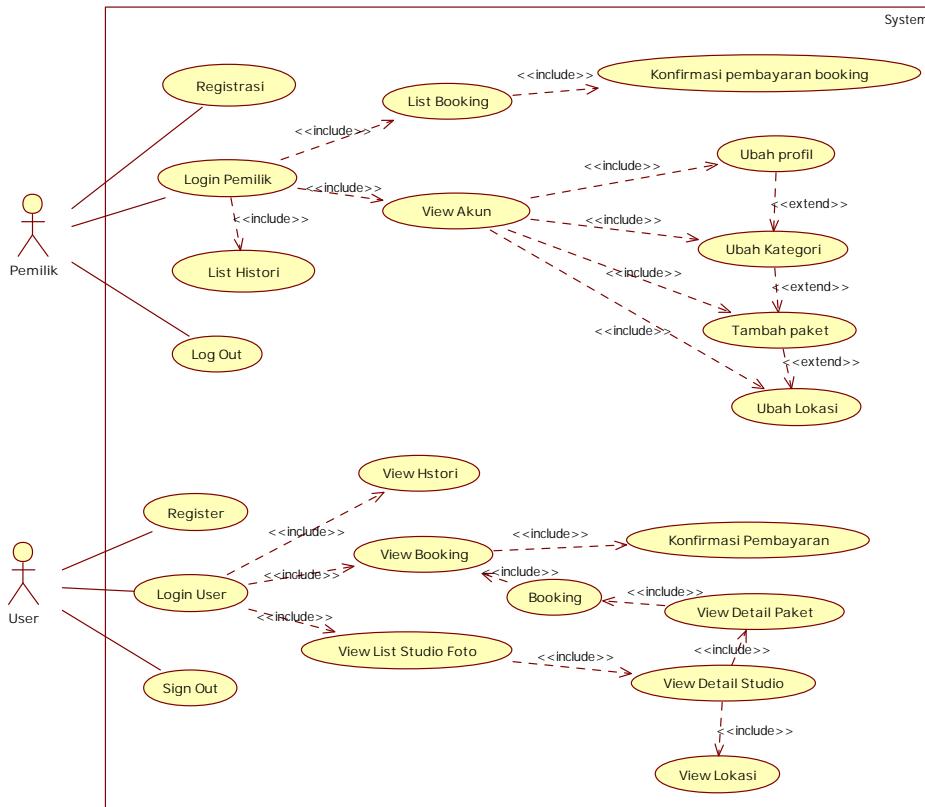 System
Registrasi
<<include>>
Konfirmasi pembayaran booking
List Booking
<<include>>
Ubah profil
<<include>>
Login Pemilik
<<include>>
View Akun
<<extend>>
<<include>>
<<include>>
Ubah Kategori
Pemilik
List Histori
<<include>>
<<extend>>
<<include>>
Tambah paket
Log Out
<<extend>>
Ubah Lokasi
View Hstori
Register
<<include>>
<<include>>
Konfirmasi Pembayaran
View Booking
<<include>>
<<include>>
Login User
Booking
<<include>>
View Detail Paket
User
<<include>>
View List Studio Foto
<<include>>
<<include>>
Sign Out
View Detail Studio
<<include>>
View Lokasi